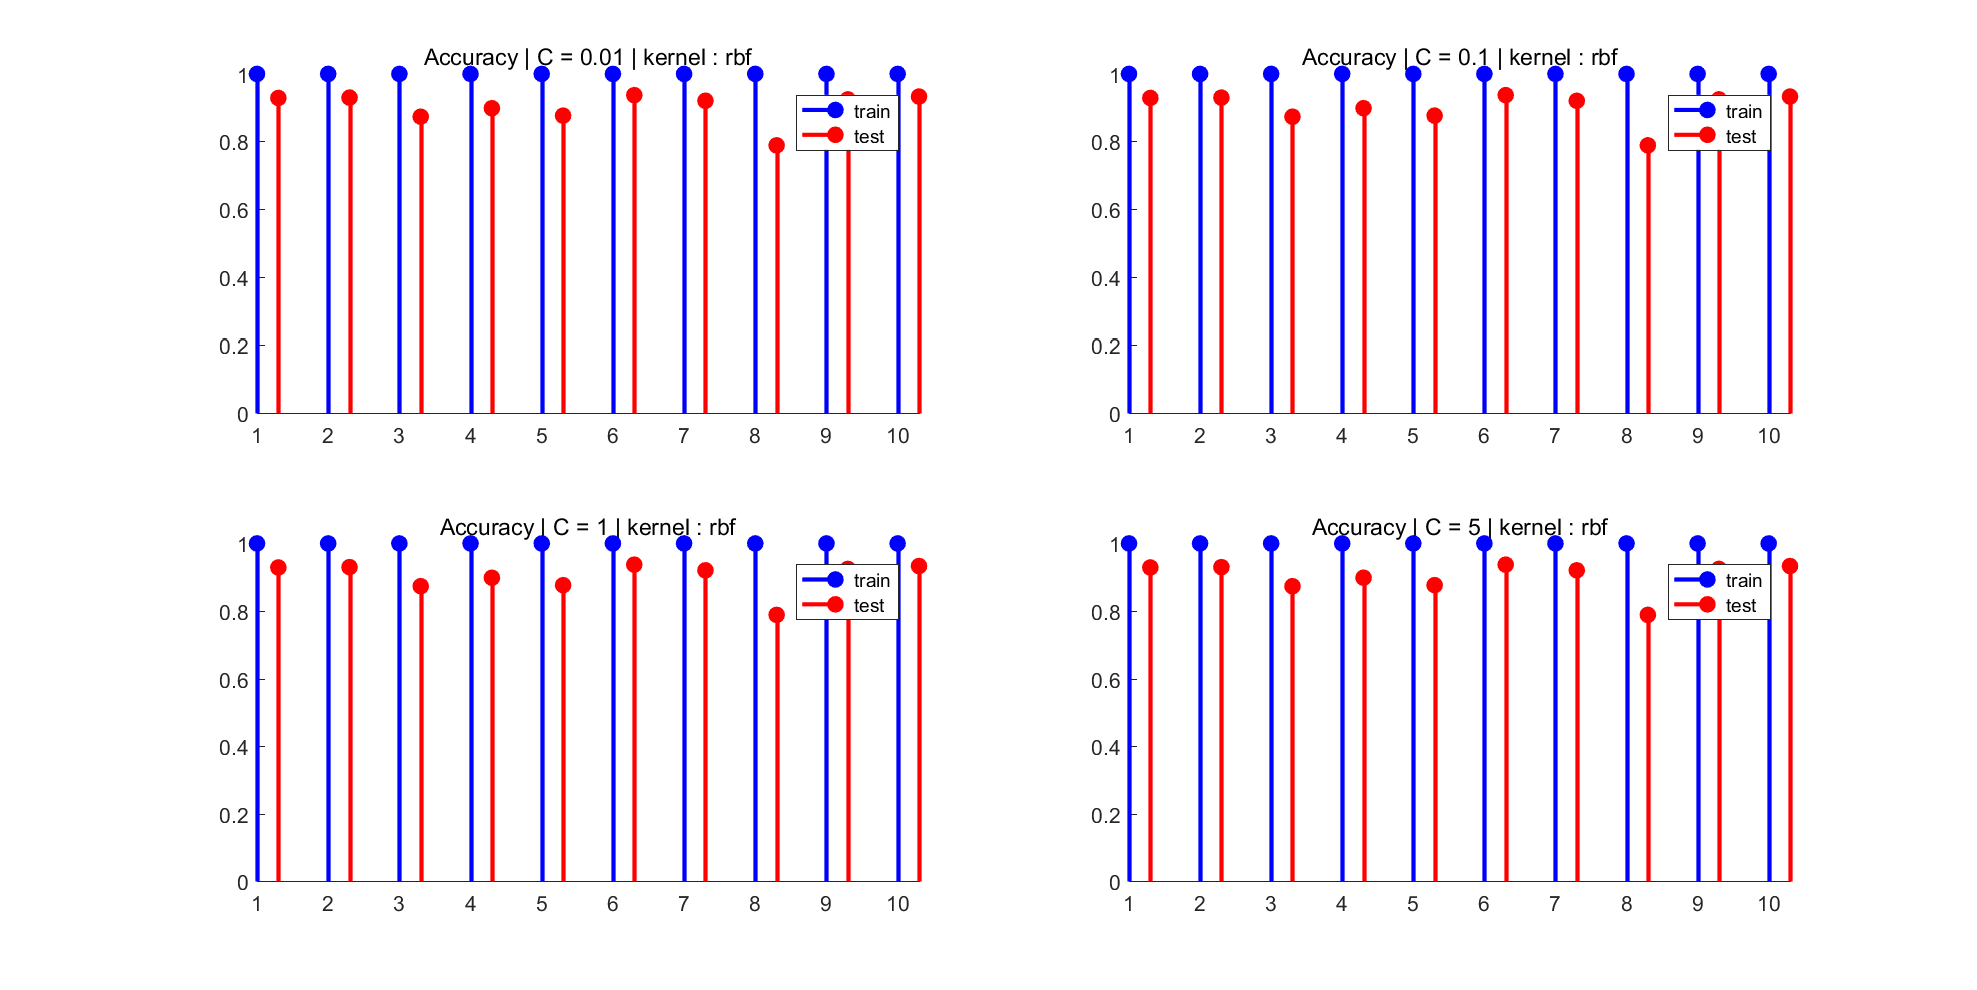 Accuracy | C = 0.01 | kernel : rbf
1
0.8
0.6
0.4
0.2
0
1 2 3 4 5 6 7 8 9 10
train
test
Accuracy | C = 0.1 | kernel : rbf
1
0.8
0.6
0.4
0.2
0
1 2 3 4 5 6 7 8 9 10
train
test
Accuracy | C = 1 | kernel : rbf
1
0.8
0.6
0.4
0.2
0
1 2 3 4 5 6 7 8 9 10
train
test
Accuracy | C = 5 | kernel : rbf
1
0.8
0.6
0.4
0.2
0
1 2 3 4 5 6 7 8 9 10
train
test